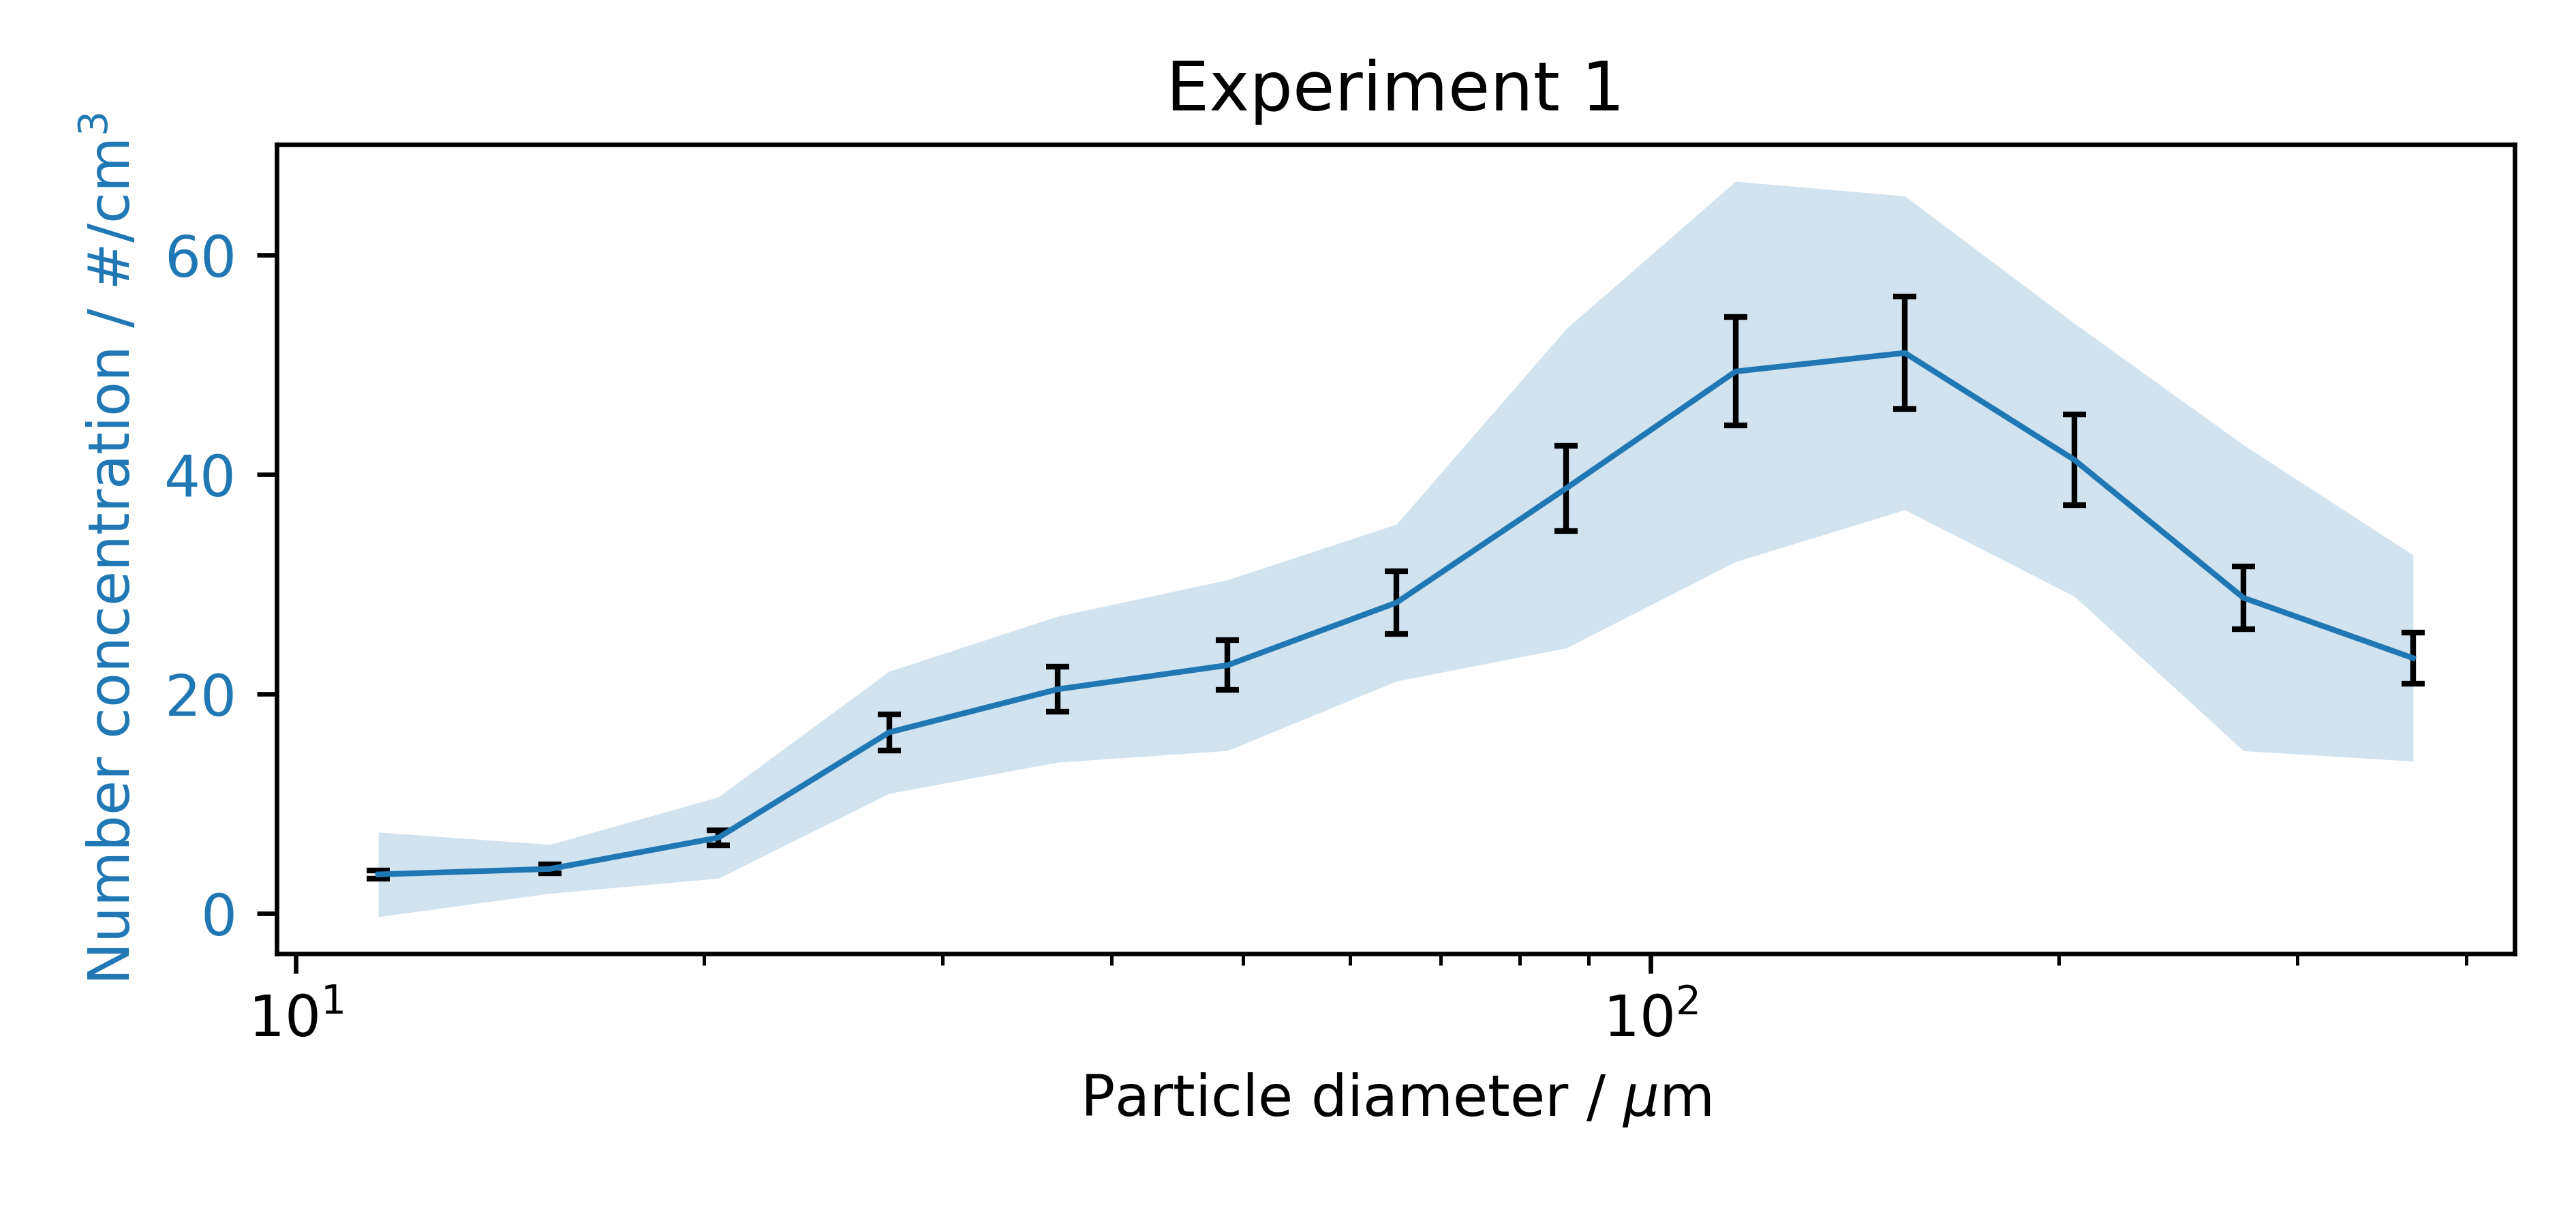 Experiment 1
Number concentration / #/cm³
60
40
20
0
10¹
10²
Particle diameter / μm